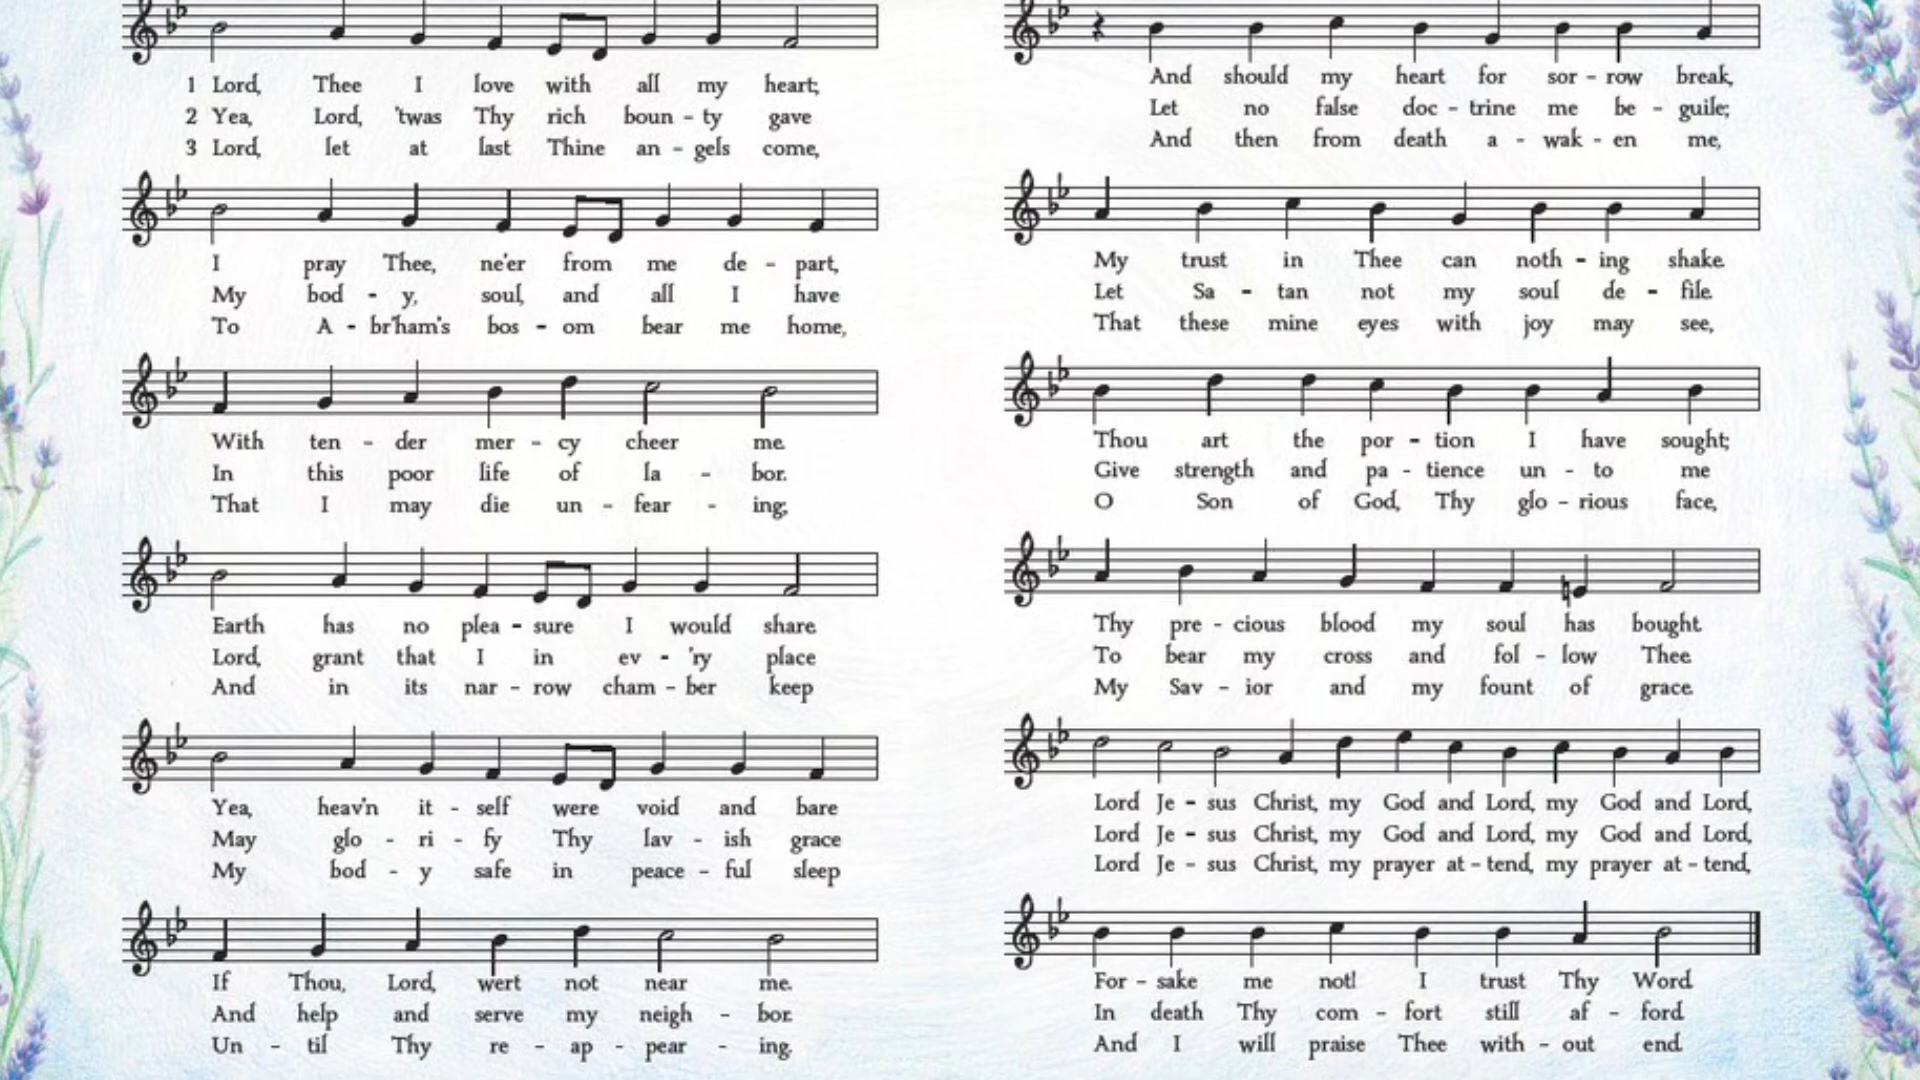 1 Lord, Thee I love with all my heart;
2 Yea, Lord, 'twas Thy rich boun - ty gave
3 Lord, let at last Thine an - gels come,
I pray Thee, ne'er from me de - part,
My bod - y, soul, and all I have
To A - br'ham's bos - om bear me home,
With ten - der mer - cy cheer me.
In this poor life of la - bor.
That I may die un - fear - ing;
Earth has no plea - sure I would share.
Lord, grant that I in ev - 'ry place
And in its nar - row cham - ber keep
Yea, heav'n it - self were void and bare
May glo - ri - fy Thy lav - ish grace
My bod - y safe in peace - ful sleep
If Thou, Lord, wert not near me.
And help and serve my neigh - bor.
Un - til Thy re - ap - pear - ing.
And should my heart for sor - row break,
Let no false doc - trine me be - guile;
And then from death a - wak - en me,
My trust in Thee can noth - ing shake.
Let Sa - tan not my soul de - file.
That these mine eyes with joy may see,
Thou art the por - tion I have sought;
Give strength and pa - tience un - to me
O Son of God, Thy glo - rious face,
Thy pre - cious blood my soul has bought.
To bear my cross and fol - low Thee.
My Sav - ior and my fount of grace.
Lord Je - sus Christ, my God and Lord, my God and Lord,
Lord Je - sus Christ, my God and Lord, my God and Lord,
Lord Je - sus Christ, my prayer at - tend, my prayer at - tend,
For - sake me not! I trust Thy Word.
In death Thy com - fort still af - ford.
And I will praise Thee with - out end.